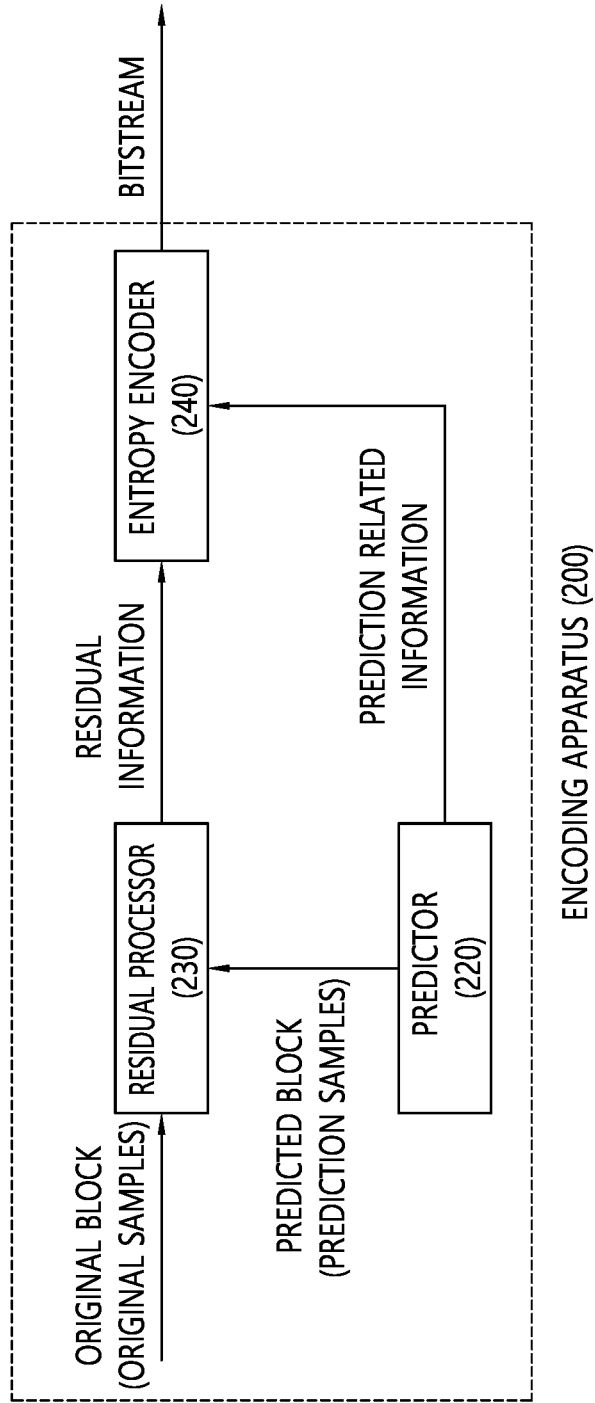 ORIGINAL BLOCK
(ORIGINAL SAMPLES)
RESIDUAL PROCESSOR
(230)
RESIDUAL
INFORMATION
ENTROPY ENCODER
(240)
BITSTREAM
PREDICTED BLOCK
(PREDICTION SAMPLES)
PREDICTOR
(220)
PREDICTION RELATED
INFORMATION
ENCODING APPARATUS (200)